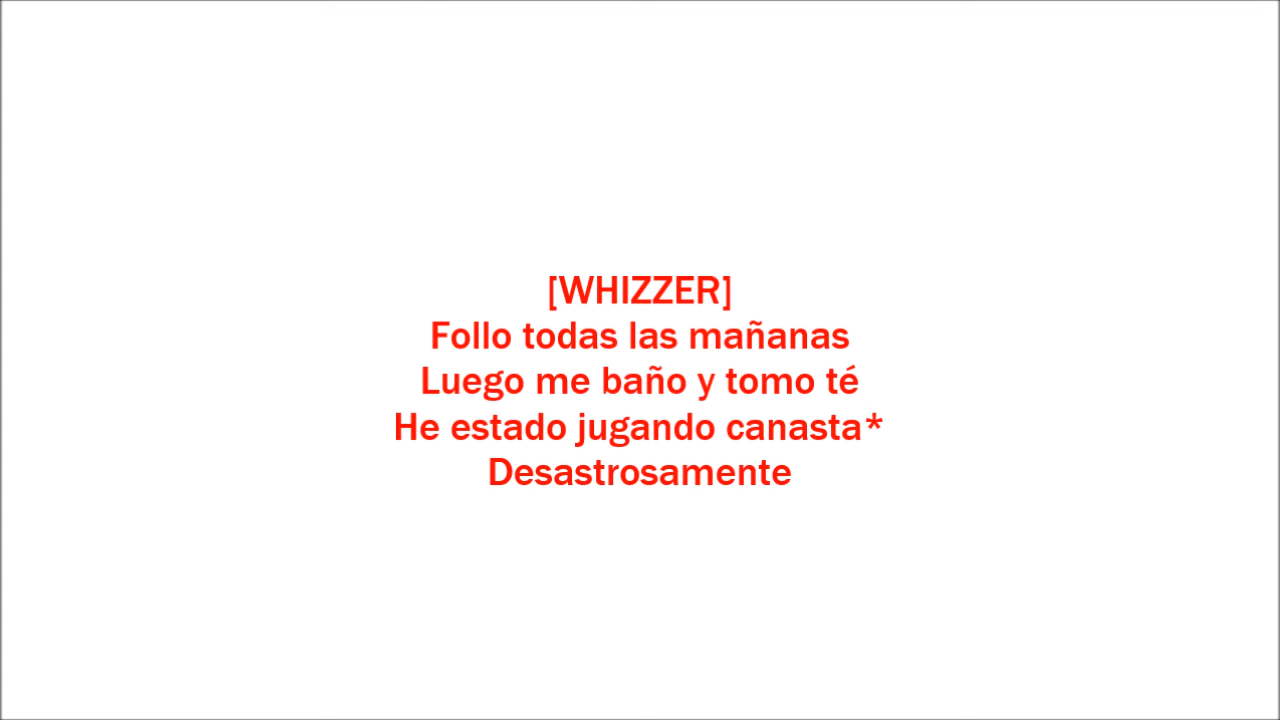 [WHIZZER]
Follo todas las mañanas
Luego me baño y tomo té
He estado jugando canasta*
Desastrosamente